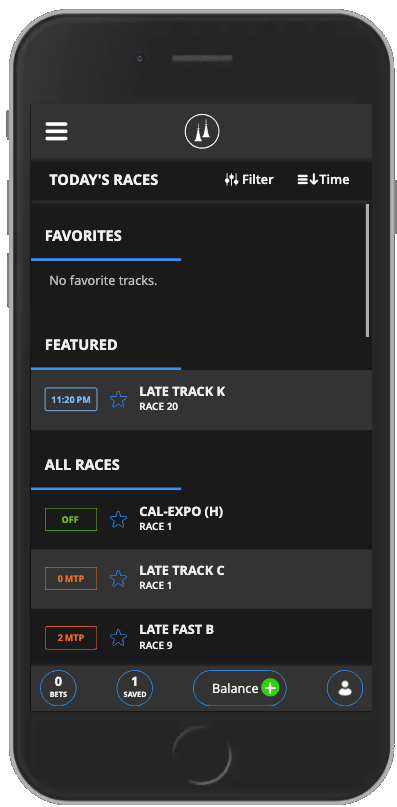 TODAY'S RACES Filter Time
FAVORITES
No favorite tracks.
FEATURED
11:20 PM LATE TRACK K
RACE 20
ALL RACES
OFF CAL-EXPO (H)
RACE 1
0 MTP LATE TRACK C
RACE 1
2 MTP LATE FAST B
RACE 9
0 1 Balance
BETS SAVED